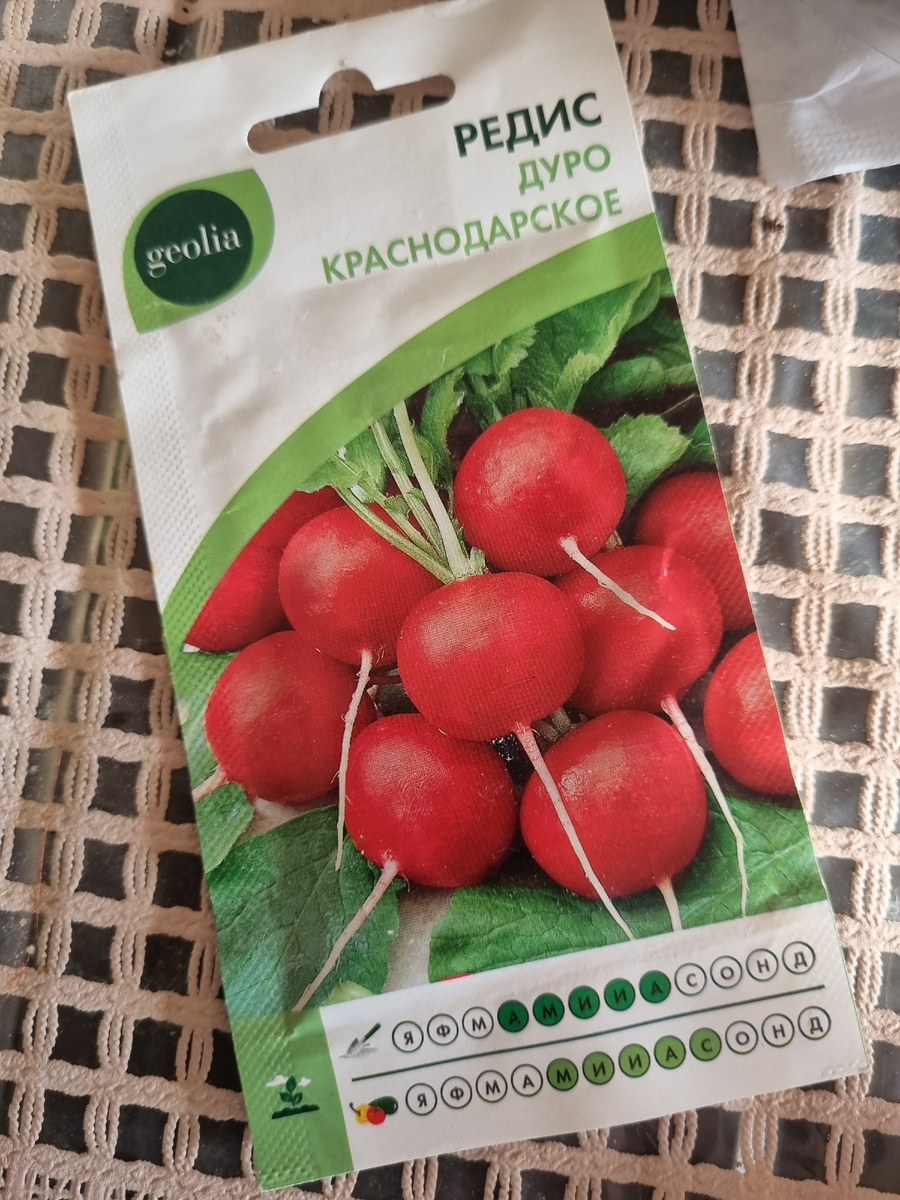 РЕДИС
ДУРО
КРАСНОДАРСКОЕ
geolia
Я Ф М А М И И А С О Н Д
Я Ф М А М И И А С О Н Д